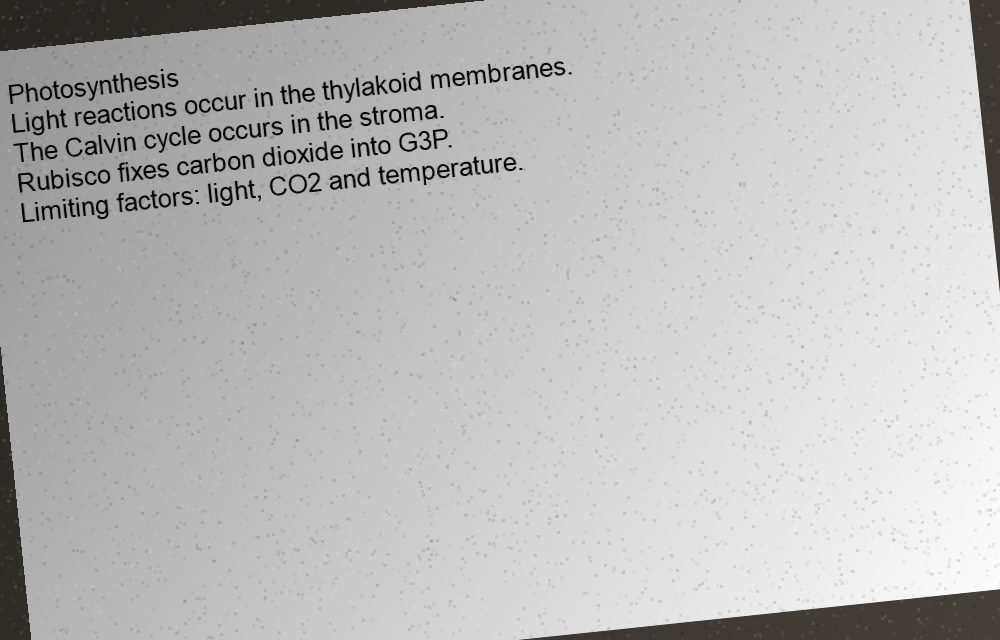 Photosynthesis
Light reactions occur in the thylakoid membranes.
The Calvin cycle occurs in the stroma.
Rubisco fixes carbon dioxide into G3P.
Limiting factors: light, CO2 and temperature.